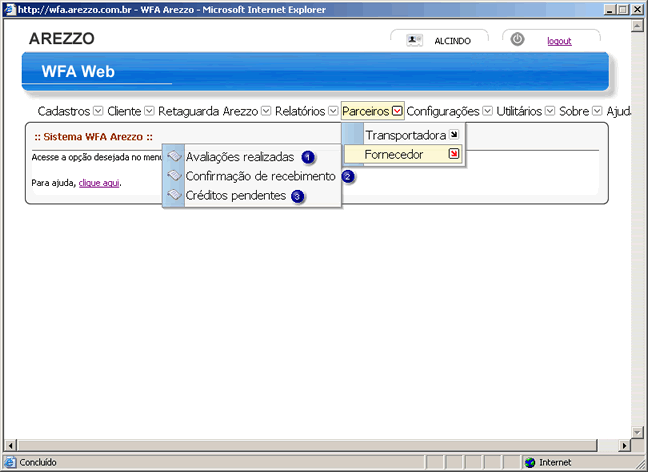 http://wfa.arezzo.com.br - WFA Arezzo - Microsoft Internet Explorer
AREZZO
ALCINDO
logout
WFA Web
Cadastros Cliente Retaguarda Arezzo Relatórios Parceiros Configurações Utilitários Sobre Ajud
:: Sistema WFA Arezzo ::
Transportadora
Fornecedor
Acesse a opção desejada no menu
Avaliações realizadas 1
Confirmação de recebimento 2
Créditos pendentes 3
Para ajuda, clique aqui.
Concluído
Internet